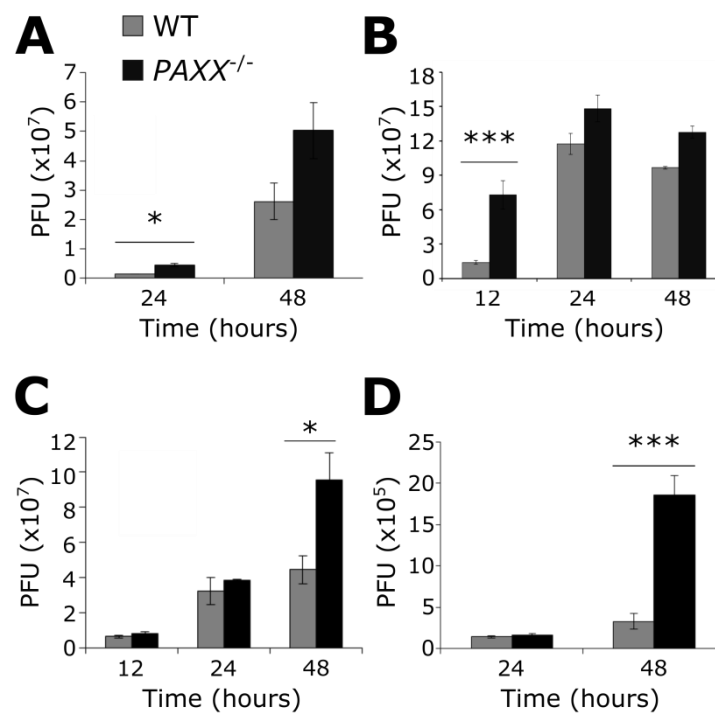 A
WT
PAXX⁻/⁻
PFU (x10⁷)
7
6
5
4
3
2
1
0
*
24 48
Time (hours)
B
PFU (x10⁷)
18
15
12
9
6
3
0
***
12 24 48
Time (hours)
C
PFU (x10⁷)
12
10
8
6
4
2
0
*
12 24 48
Time (hours)
D
PFU (x10⁵)
25
20
15
10
5
0
***
24 48
Time (hours)